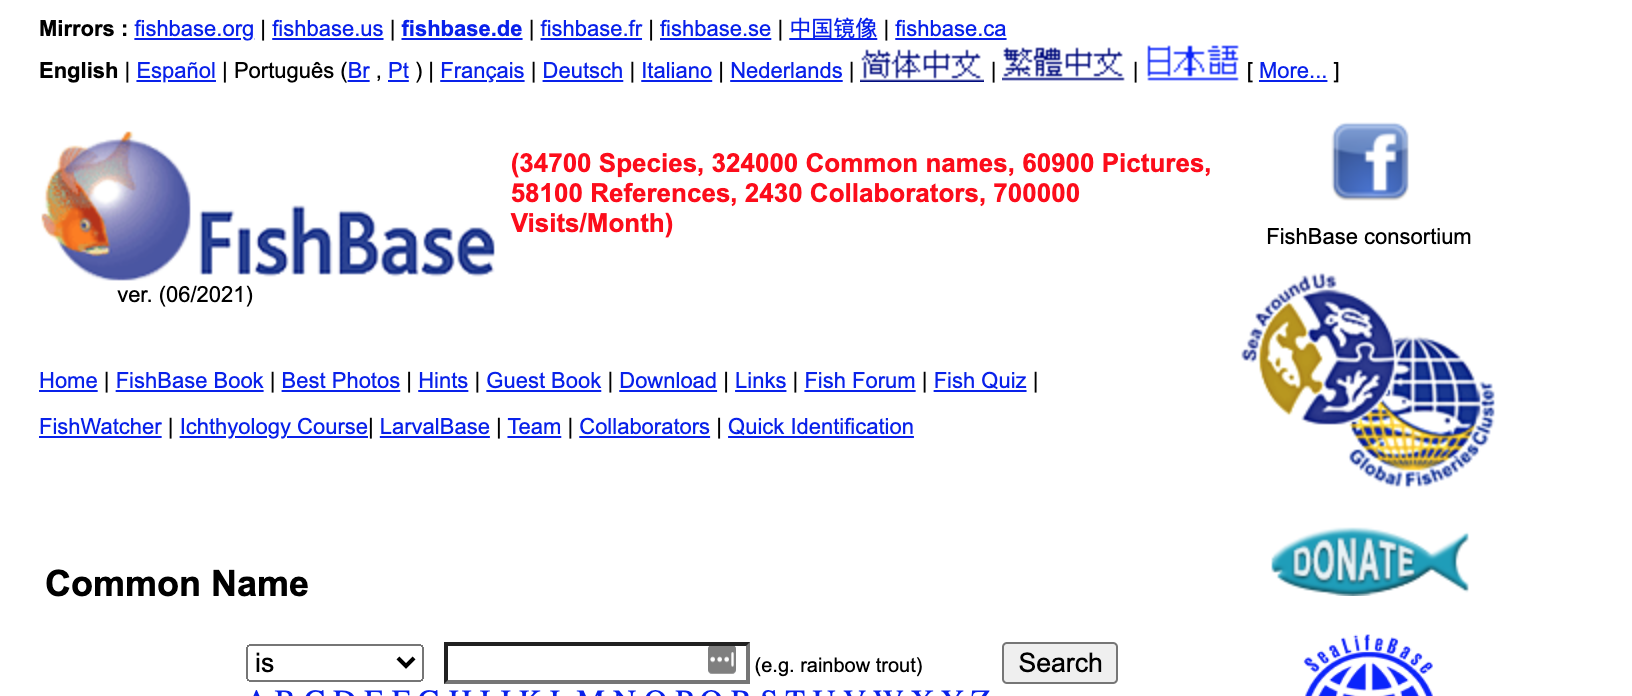 Mirrors : fishbase.org | fishbase.us | fishbase.de | fishbase.fr | fishbase.se | 中国镜像 | fishbase.ca
English | Español | Português (Br , Pt ) | Français | Deutsch | Italiano | Nederlands | 简体中文 | 繁體中文 | 日本語 [ More... ]
(34700 Species, 324000 Common names, 60900 Pictures,
58100 References, 2430 Collaborators, 700000
Visits/Month)
FishBase
ver. (06/2021)
FishBase consortium
Sea Around Us
Global Fisheries Cluster
Home | FishBase Book | Best Photos | Hints | Guest Book | Download | Links | Fish Forum | Fish Quiz |
FishWatcher | Ichthyology Course| LarvalBase | Team | Collaborators | Quick Identification
DONATE
Common Name
is
(e.g. rainbow trout)
Search
SeaLifeBase
A B C D E F G H I J K L M N O P Q R S T U V W X Y Z